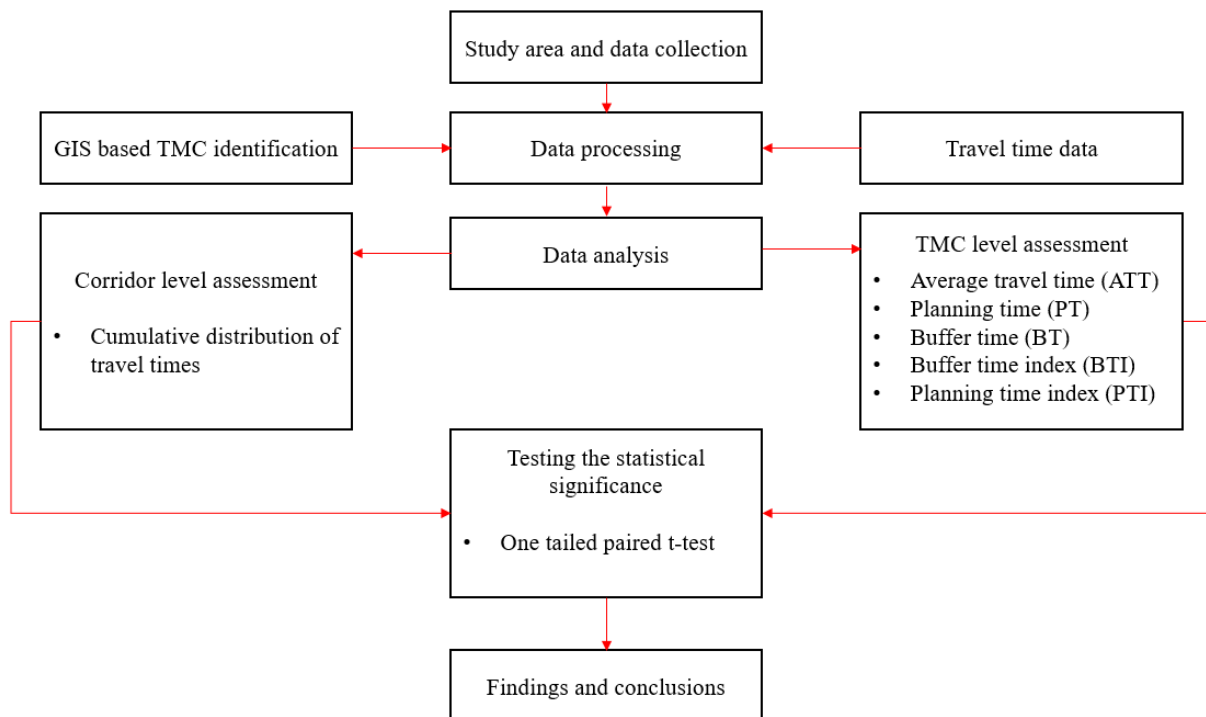 Study area and data collection
GIS based TMC identification
Data processing
Travel time data
Data analysis
Corridor level assessment
• Cumulative distribution of
travel times
TMC level assessment
• Average travel time (ATT)
• Planning time (PT)
• Buffer time (BT)
• Buffer time index (BTI)
• Planning time index (PTI)
Testing the statistical
significance
• One tailed paired t-test
Findings and conclusions